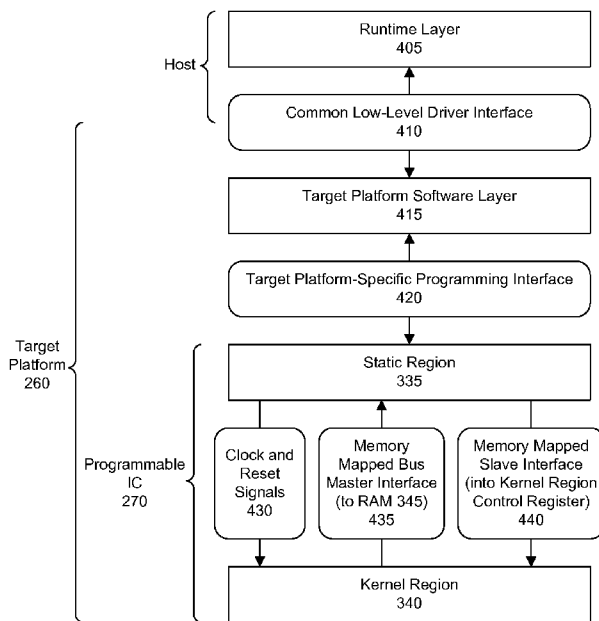 Runtime Layer
405
Host
Common Low-Level Driver Interface
410
Target Platform Software Layer
415
Target Platform-Specific Programming Interface
420
Target
Platform
260
Static Region
335
Programmable
IC
270
Clock and
Reset
Signals
430
Memory
Mapped Bus
Master Interface
(to RAM 345)
435
Memory Mapped
Slave Interface
(into Kernel Region
Control Register)
440
Kernel Region
340